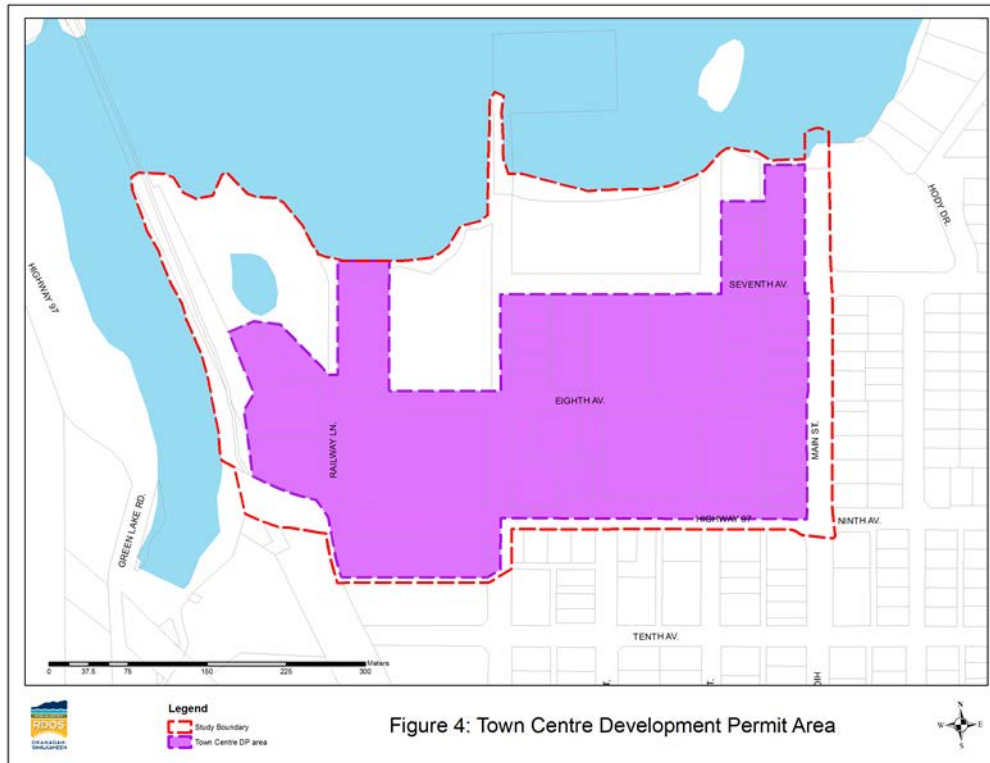 HODY DR.
HIGHWAY 97
SEVENTH AV.
EIGHTH AV.
RAILWAY LN.
MAIN ST.
HIGHWAY 97
NINTH AV.
GREEN LAKE RD.
TENTH AV.
Meters
0 37.5 75 150 225 300
ST.
T.
HIG
RDOS
OKANAGAN-
SIMILKAMEEN
Legend
Study Boundary
Town Centre DP area
Figure 4: Town Centre Development Permit Area
N
W E
S